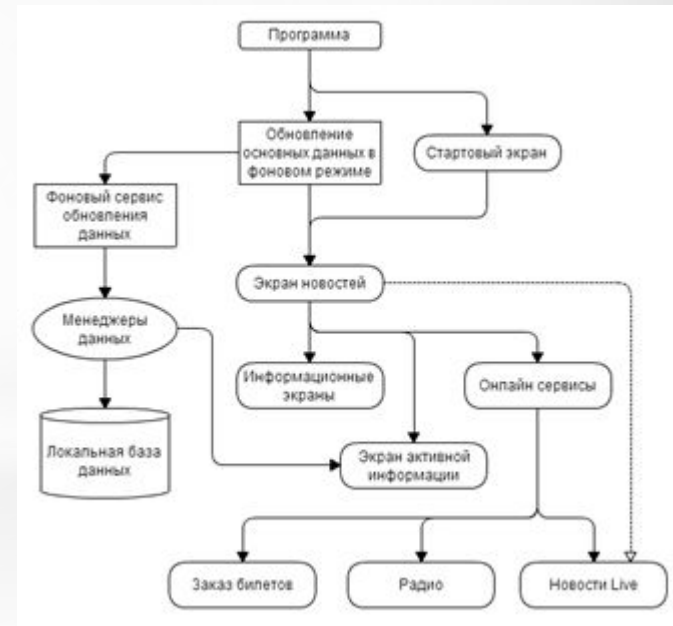 Программа
Обновление
основных данных в
фоновом режиме
Стартовый экран
Фоновый сервис
обновления
данных
Экран новостей
Менеджеры
данных
Информационные
экраны
Онлайн сервисы
Локальная база
данных
Экран активной
информации
Заказ билетов
Радио
Новости Live